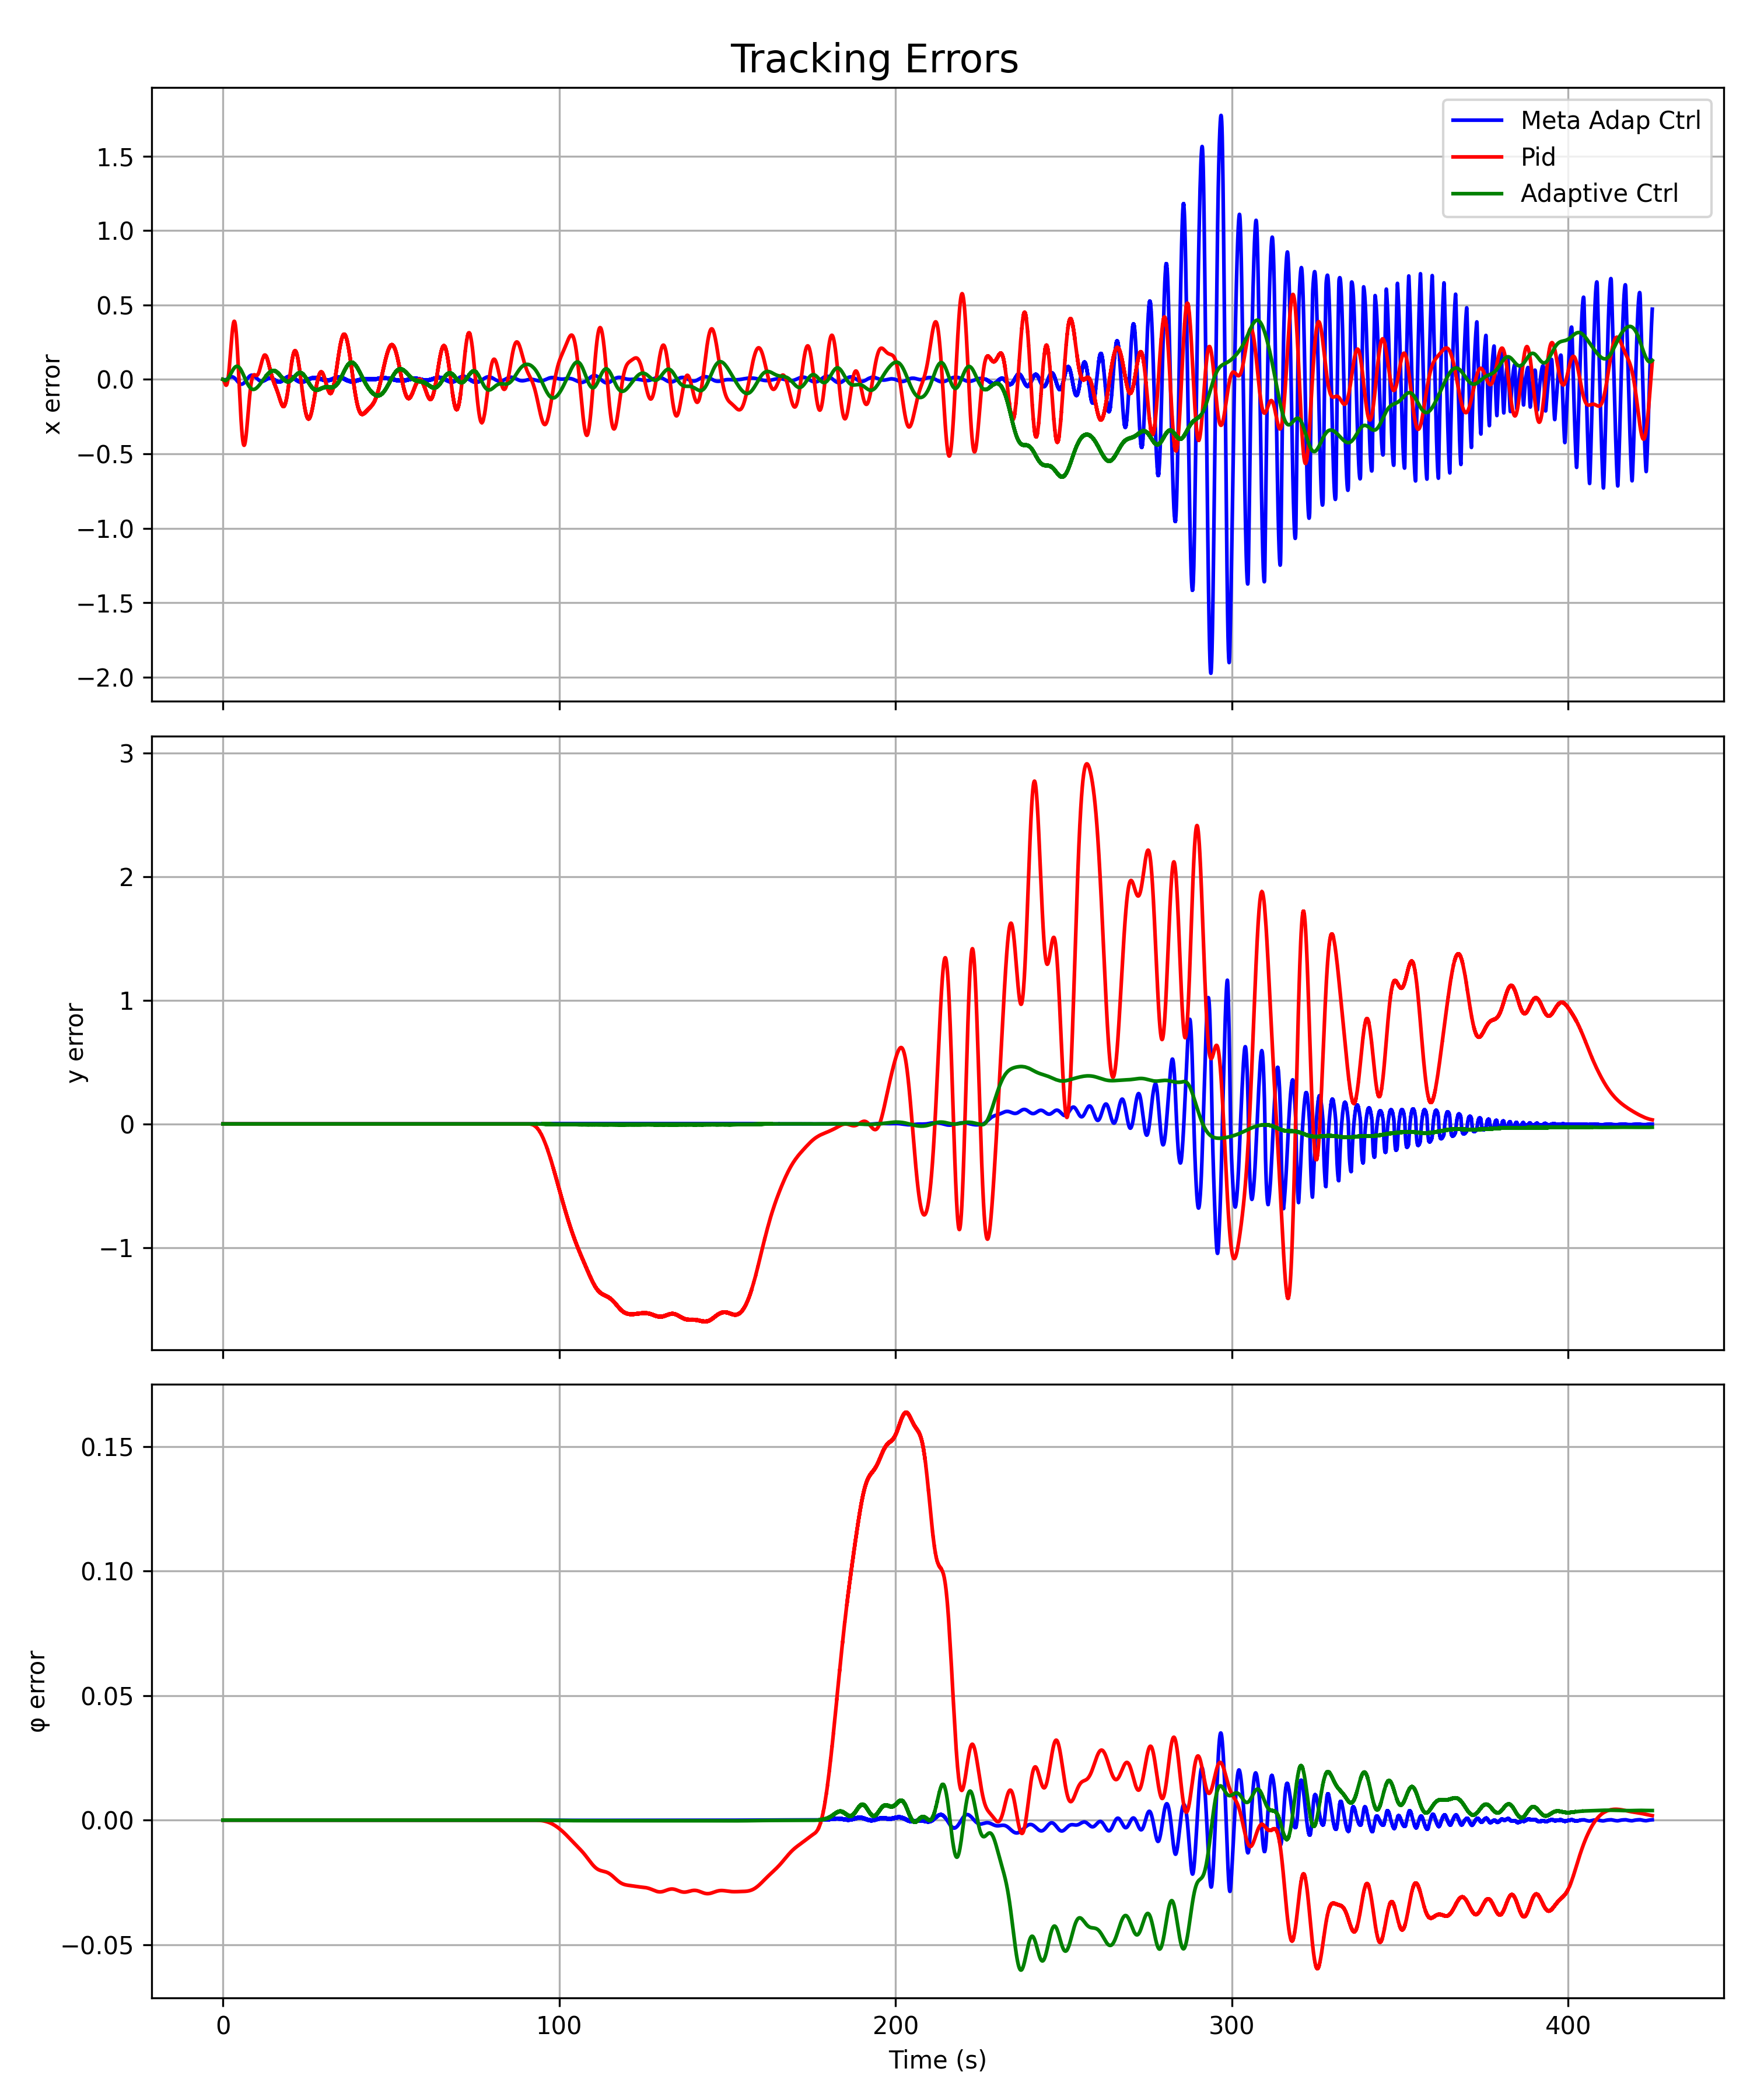 Tracking Errors
Meta Adap Ctrl
Pid
Adaptive Ctrl
1.5
1.0
0.5
0.0
−0.5
−1.0
−1.5
−2.0
x error
3
2
1
0
−1
y error
0.15
0.10
0.05
0.00
−0.05
φ error
0 100 200 300 400
Time (s)